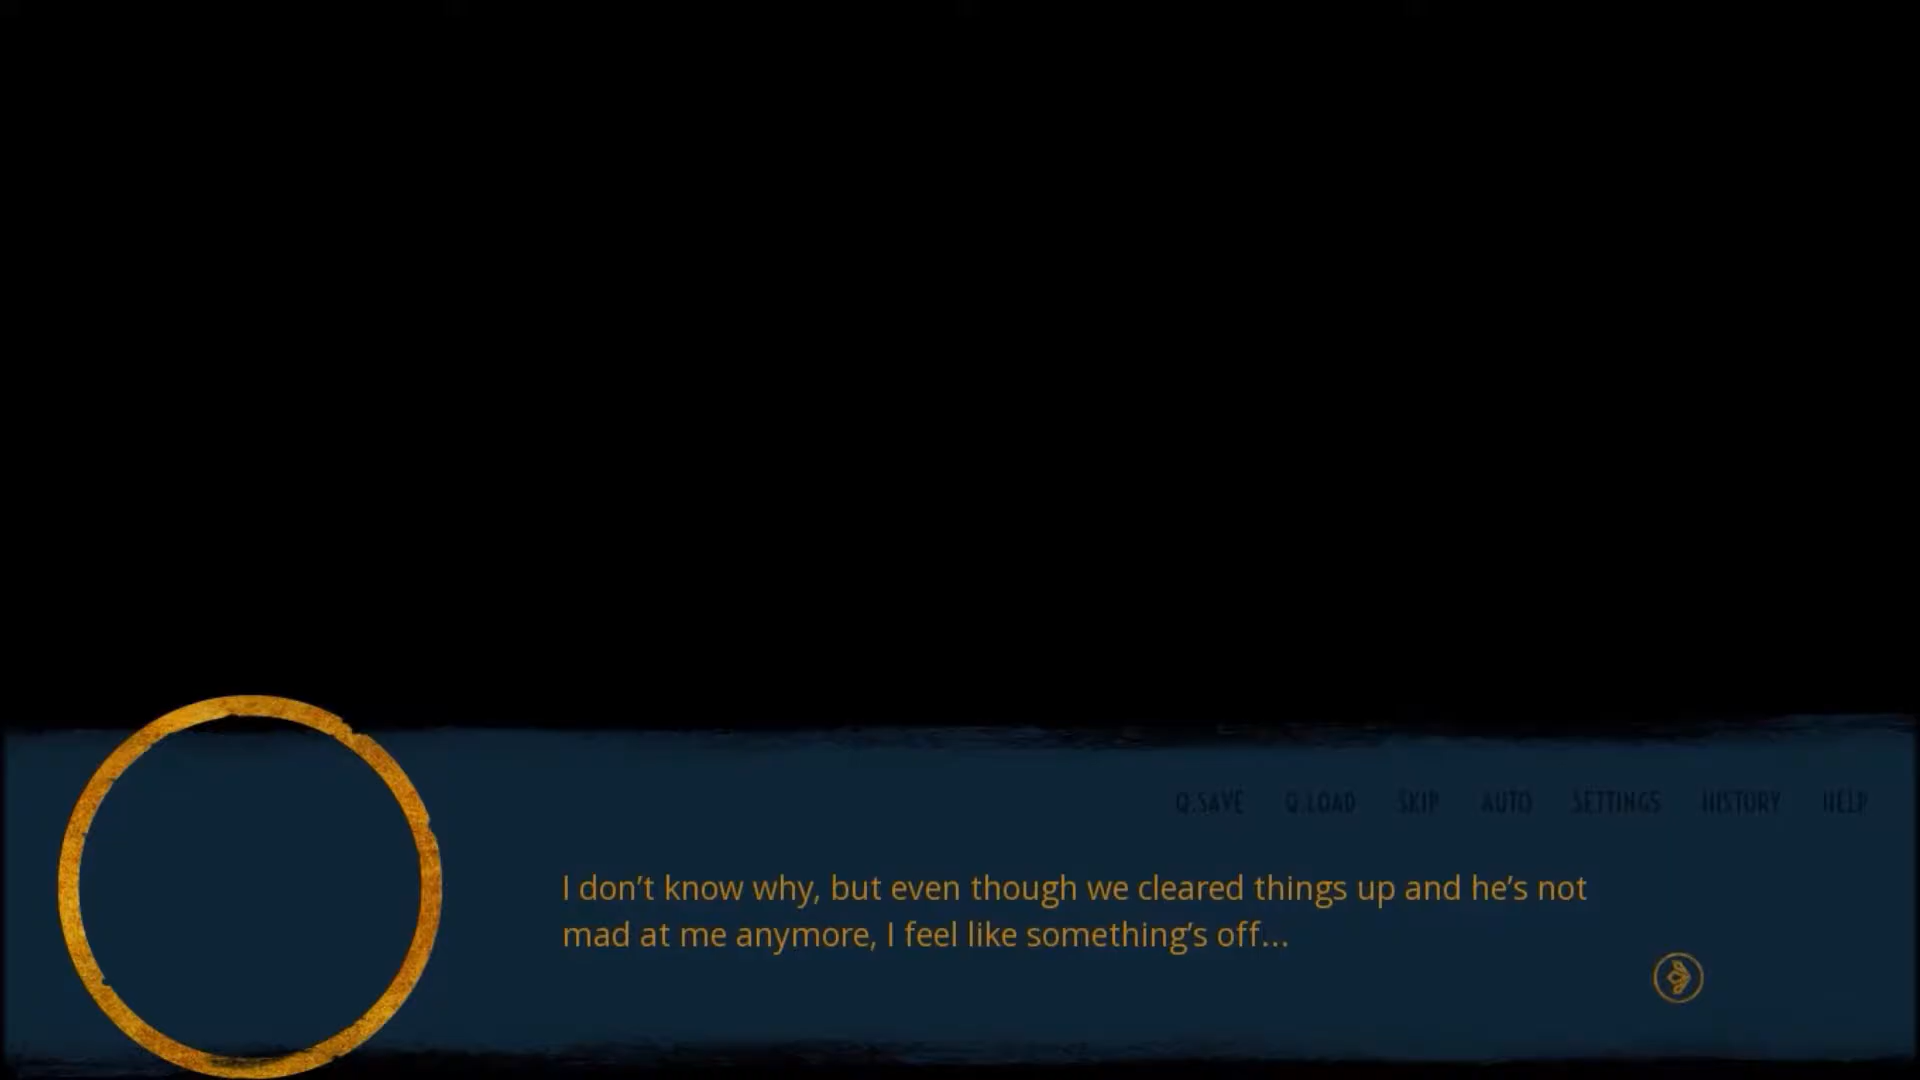 Q.SAVE Q.LOAD SKIP AUTO SETTINGS HISTORY HELP
I don’t know why, but even though we cleared things up and he’s not
mad at me anymore, I feel like something’s off...